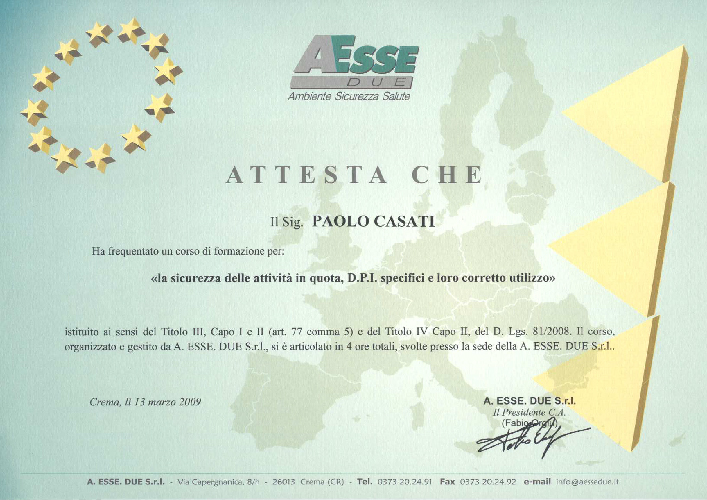 AESSE
DUE
Ambiente Sicurezza Salute
ATTESTA CHE
Il Sig. PAOLO CASATI
Ha frequentato un corso di formazione per:
«la sicurezza delle attività in quota, D.P.I. specifici e loro corretto utilizzo»
istituito ai sensi del Titolo III, Capo I e II (art. 77 comma 5) e del Titolo IV Capo II, del D. Lgs. 81/2008. Il corso,
organizzato e gestito da A. ESSE. DUE S.r.l., si è articolato in 4 ore totali, svolte presso la sede della A. ESSE. DUE S.r.l..
Crema, Il 13 marzo 2009
A. ESSE. DUE S.r.l.
Il Presidente C.A.
(Fabio
A. ESSE. DUE S.r.l. - Via Capergnanica, 8/h - 26013 Crema (CR) - Tel. 0373 20.24.91 Fax 0373 20.24.92 e-mail info@aessedue.it